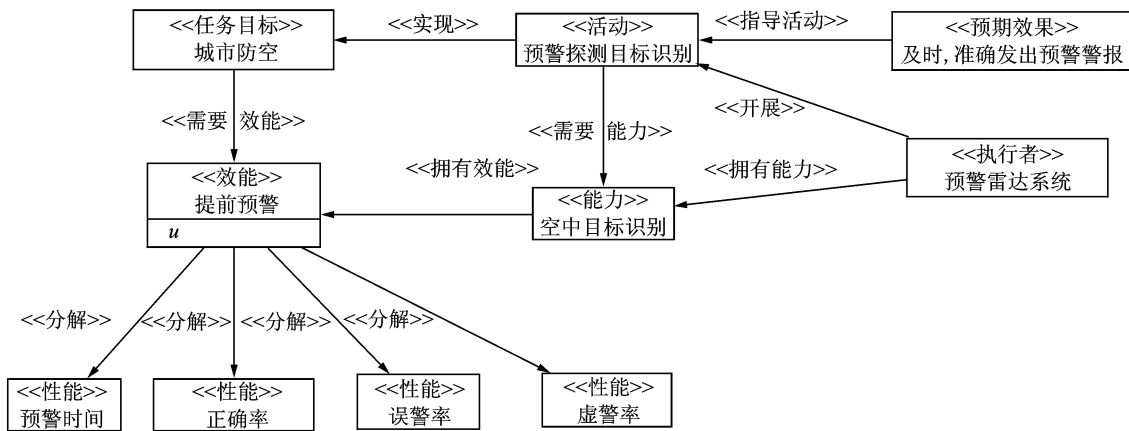 <<任务目标>>
城市防空
<<实现>>
<<活动>>
预警探测目标识别
<<指导活动>>
<<预期效果>>
及时,准确发出预警警报
<<需要 效能>>
<<需要 能力>>
<<开展>>
<<执行者>>
预警雷达系统
<<效能>>
提前预警
u
<<拥有效能>>
<<能力>>
空中目标识别
<<拥有能力>>
<<分解>>
<<分解>>
<<分解>>
<<分解>>
<<性能>>
预警时间
<<性能>>
正确率
<<性能>>
误警率
<<性能>>
虚警率